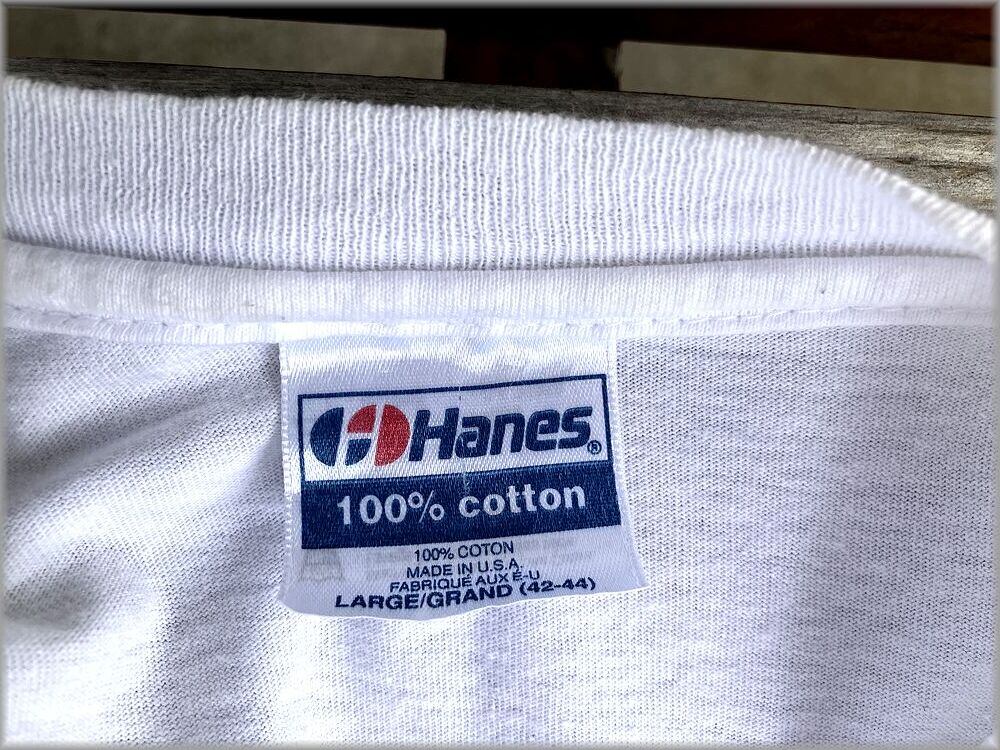 Hanes®
100% cotton
100% COTON
MADE IN U.S.A.
FABRIQUÉ AUX É-U
LARGE/GRAND (42-44)